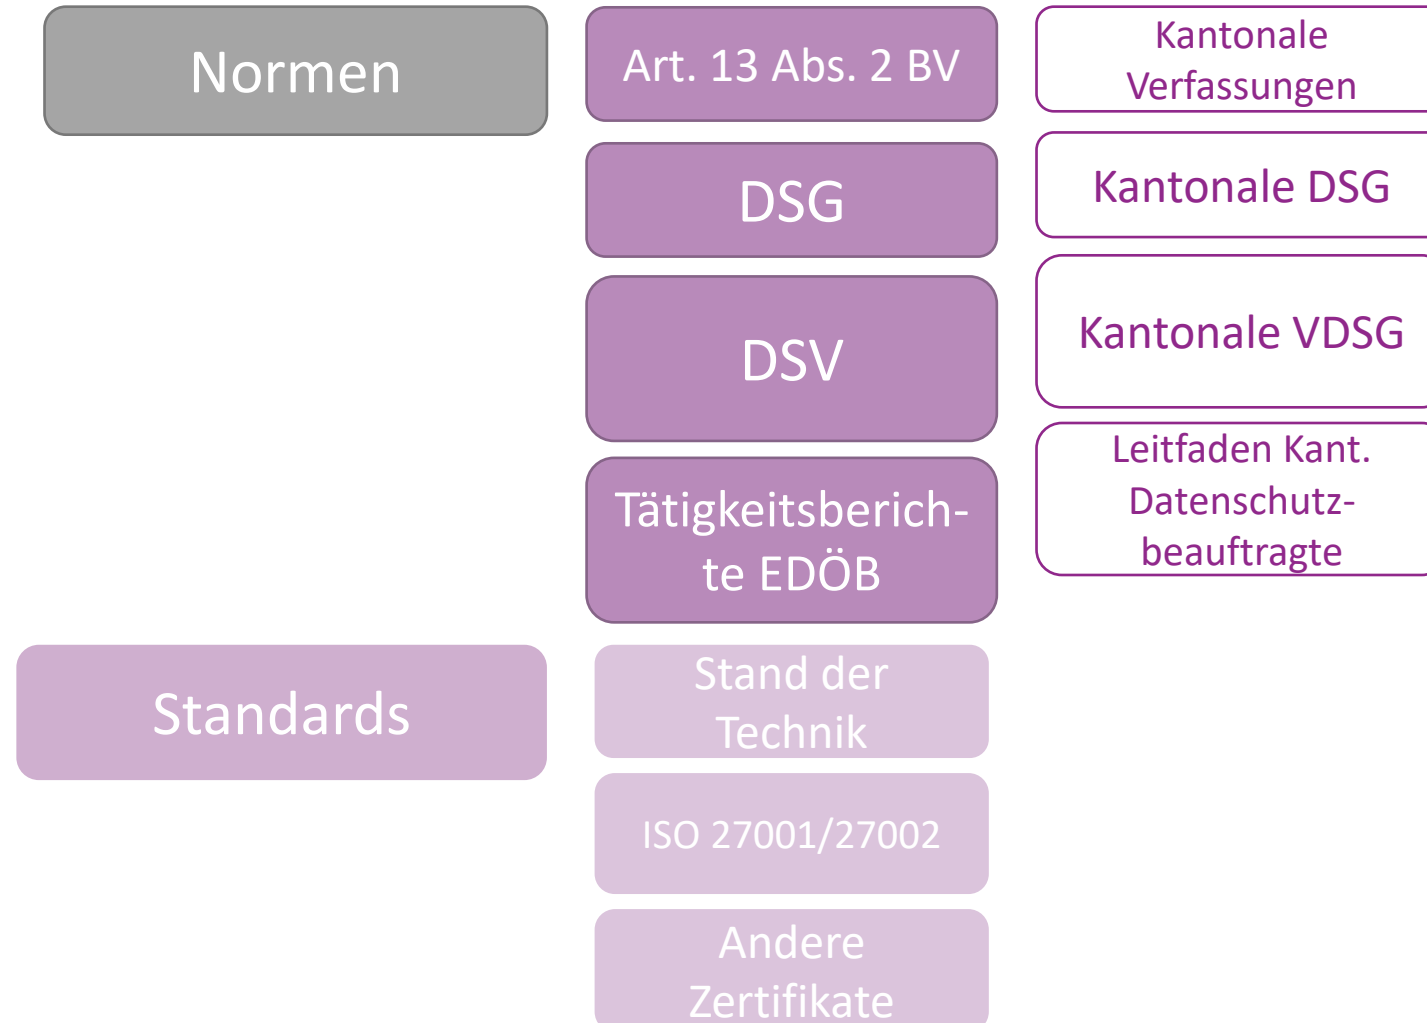 Normen
Art. 13 Abs. 2 BV
Kantonale
Verfassungen
DSG
Kantonale DSG
DSV
Kantonale VDSG
Tätigkeitsberich-
te EDÖB
Leitfaden Kant.
Datenschutz-
beauftragte
Standards
Stand der
Technik
ISO 27001/27002
Andere
Zertifikate